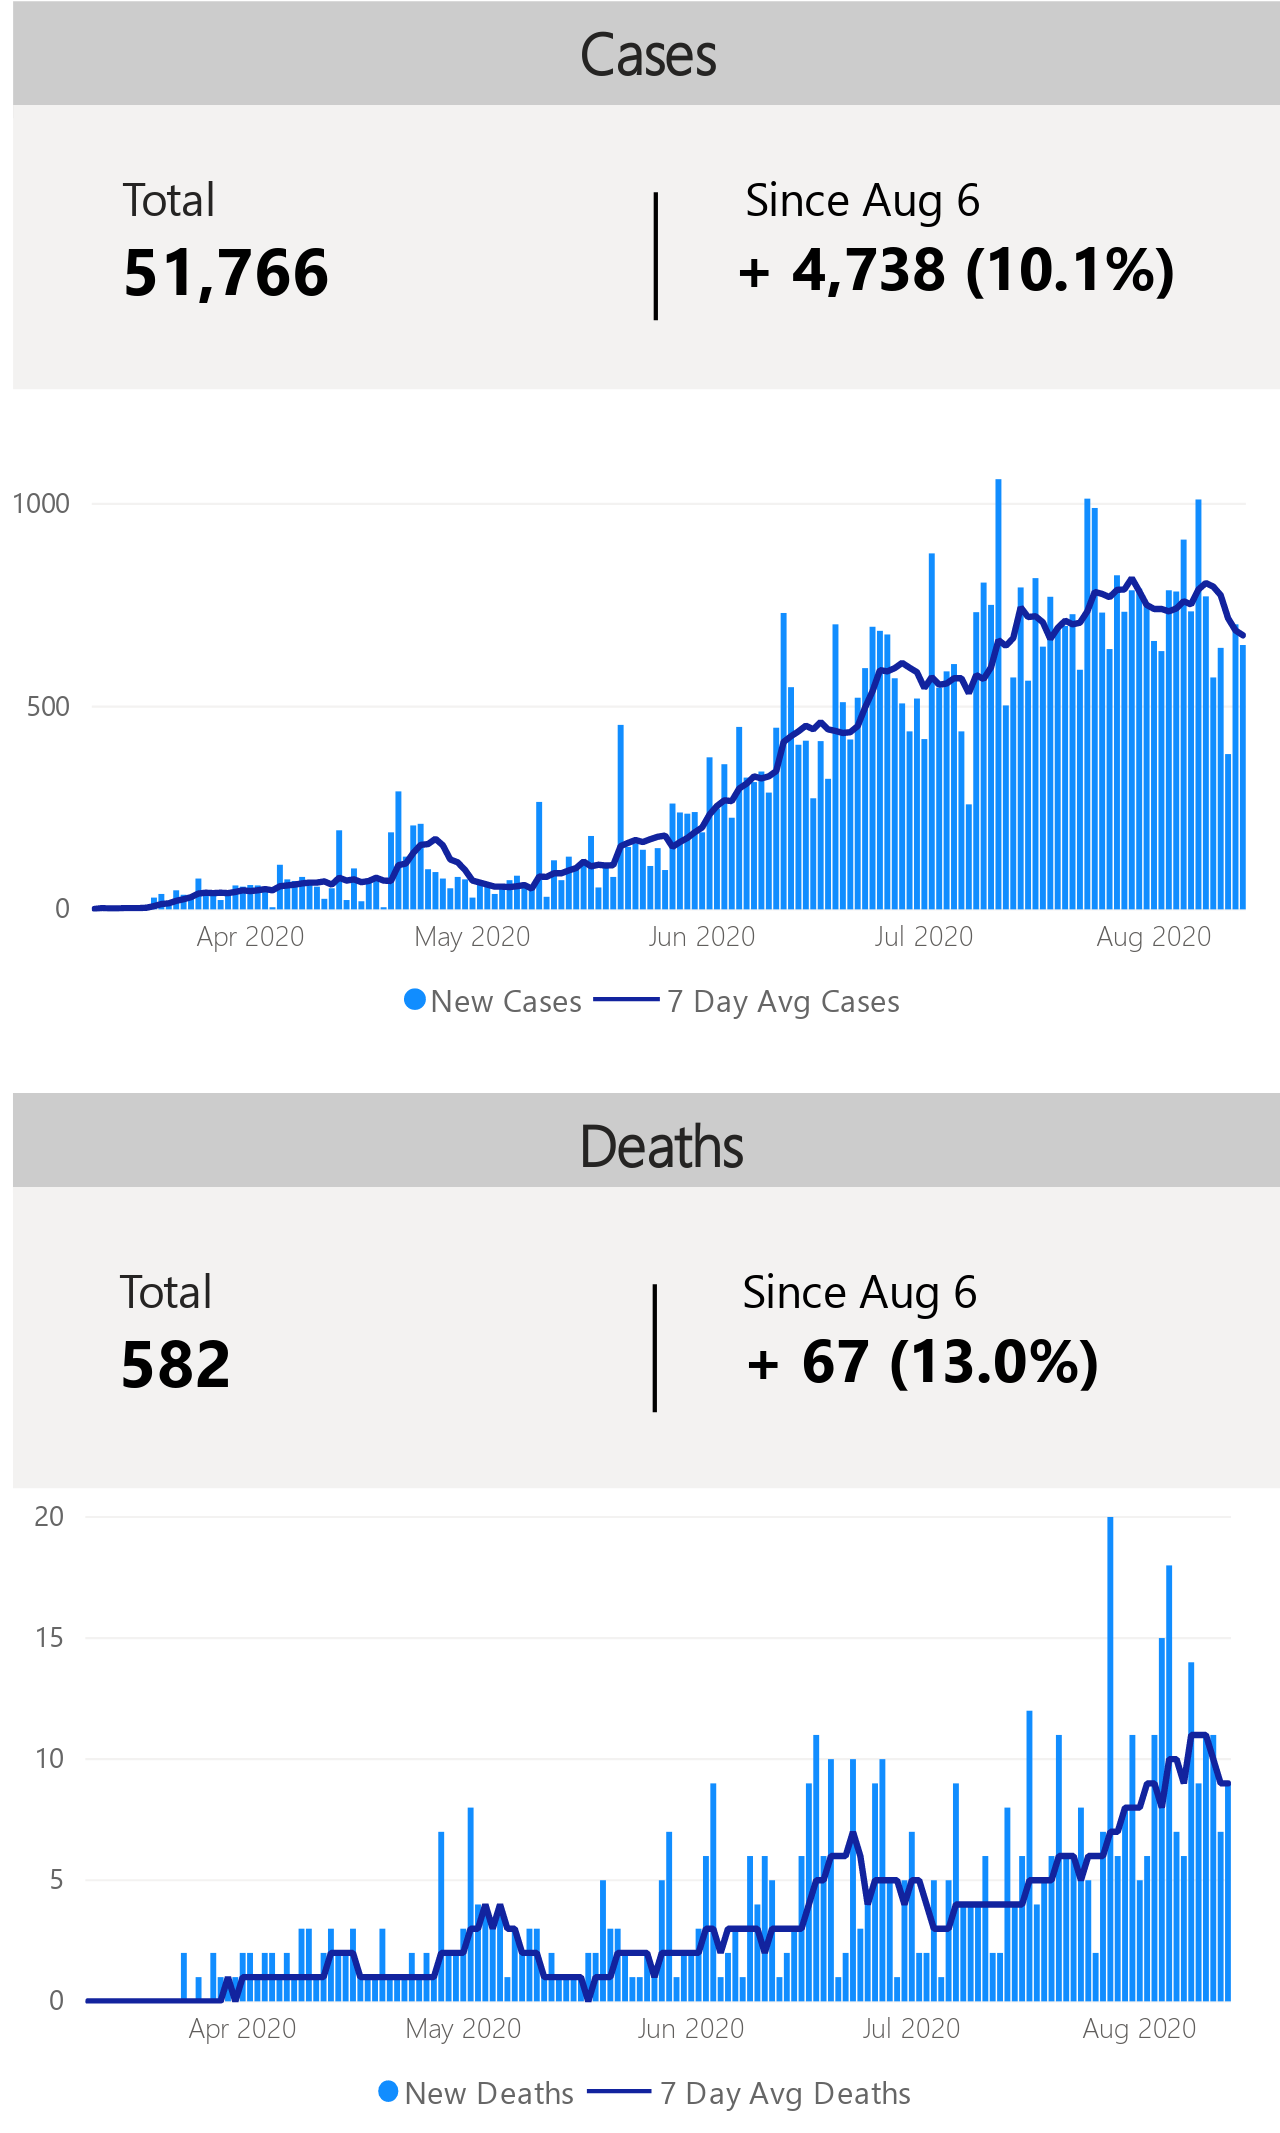 Cases
Total
Since Aug 6
51,766
+ 4,738 (10.1%)
1000
500
0
Apr 2020
May 2020
Jun 2020
Jul 2020
Aug 2020
New Cases
7 Day Avg Cases
Deaths
Total
Since Aug 6
582
+ 67 (13.0%)
20
15
10
5
0
Apr 2020
May 2020
Jun 2020
Jul 2020
Aug 2020
New Deaths
7 Day Avg Deaths